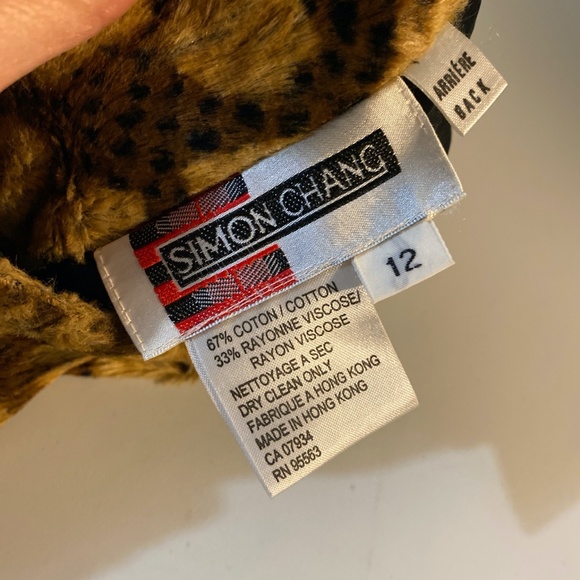 ARRIÈRE
BACK
SIMON CHANG
12
67% COTON / COTTON
33% RAYONNE VISCOSE/
RAYON VISCOSE
NETTOYAGE A SEC
DRY CLEAN ONLY
FABRIQUE A HONG KONG
MADE IN HONG KONG
CA 07934
RN 95563